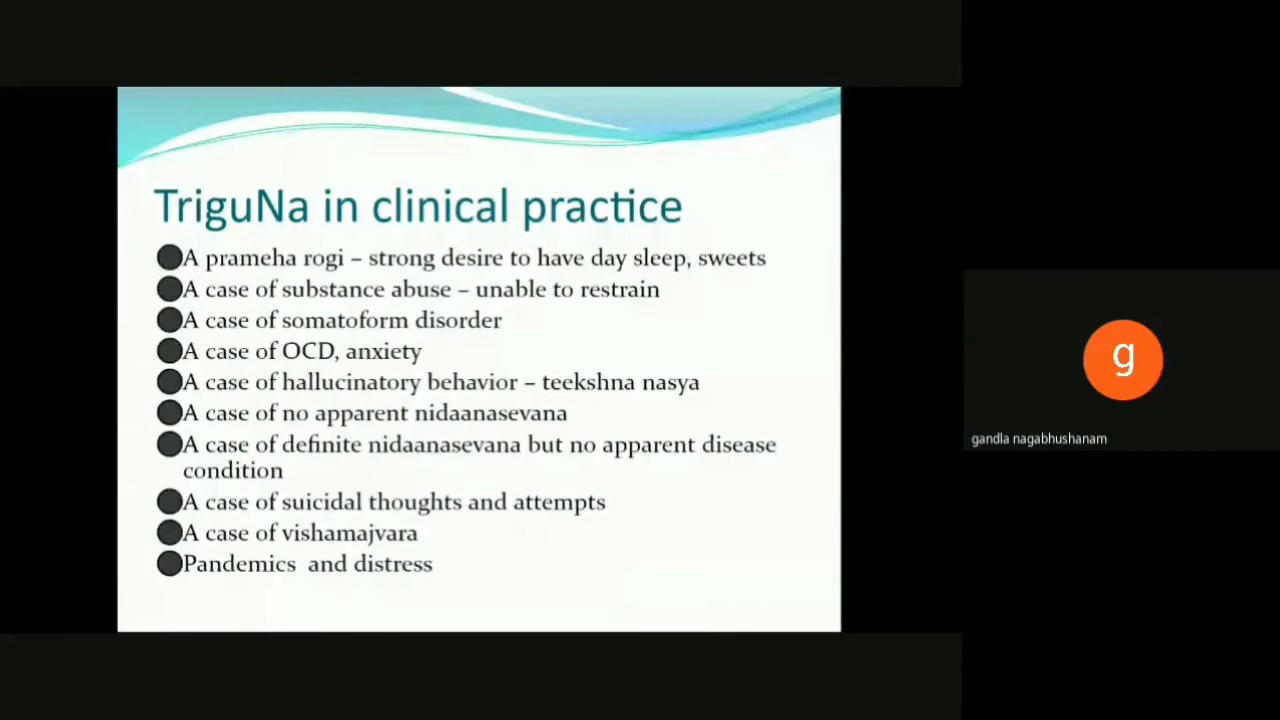 TriguNa in clinical practice
A prameha rogi – strong desire to have day sleep, sweets
A case of substance abuse – unable to restrain
A case of somatoform disorder
A case of OCD, anxiety
A case of hallucinatory behavior – teekshna nasya
A case of no apparent nidaanasevana
A case of definite nidaanasevana but no apparent disease
condition
A case of suicidal thoughts and attempts
A case of vishamajvara
Pandemics  and distress
g
gandla nagabhushanam